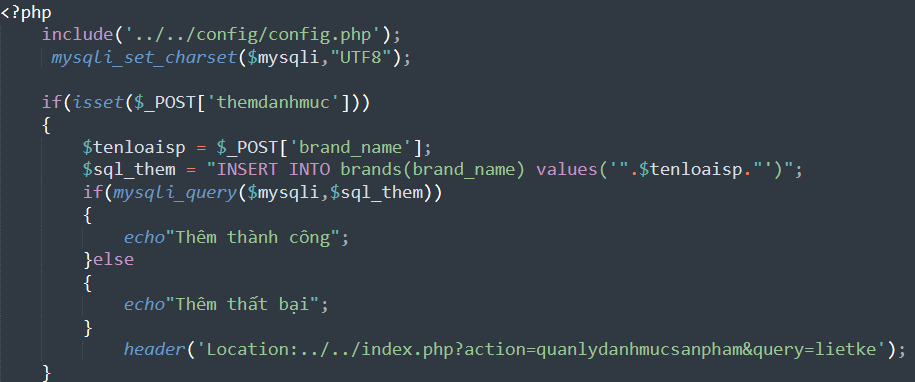 <?php
include('../../config/config.php');
mysqli_set_charset($mysqli,"UTF8");
if(isset($_POST['themdanhmuc']))
{
$tenloaisp = $_POST['brand_name'];
$sql_them = "INSERT INTO brands(brand_name) values('".$tenloaisp."')";
if(mysqli_query($mysqli,$sql_them))
{
echo"Thêm thành công";
}else
{
echo"Thêm thất bại";
}
header('Location:../../index.php?action=quanlydanhmucsanpham&query=lietke');
}